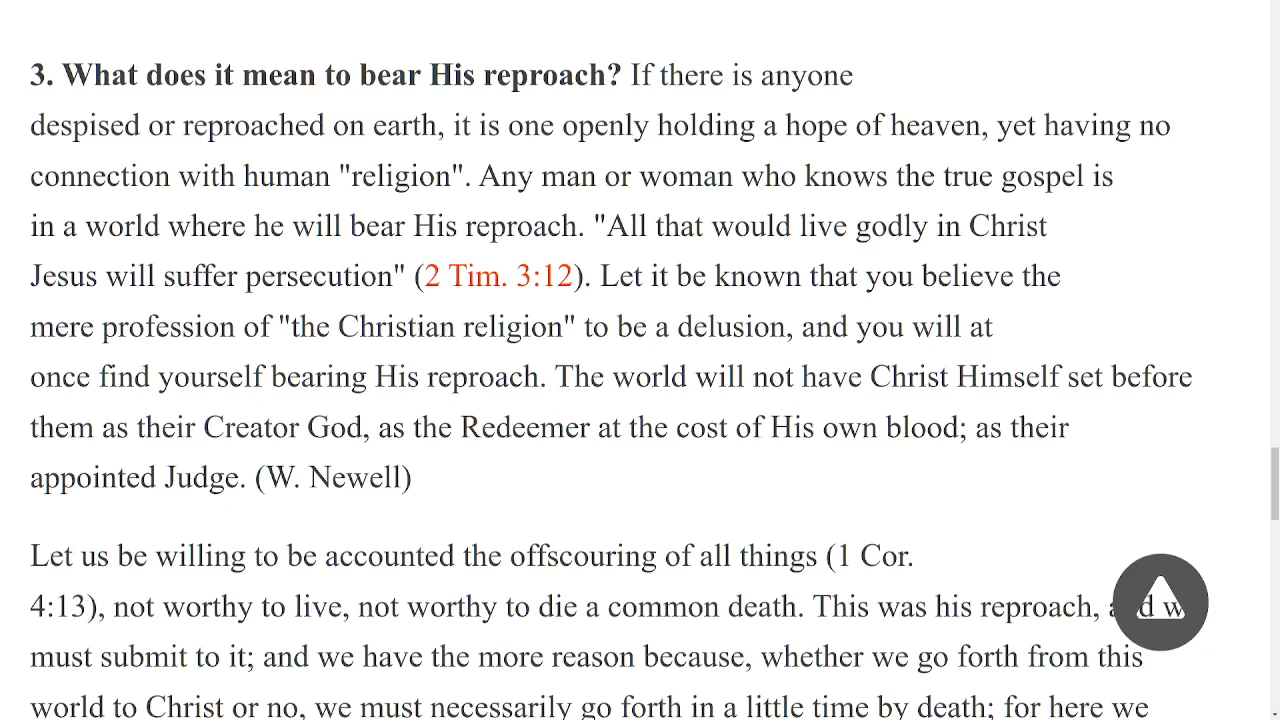 3. What does it mean to bear His reproach? If there is anyone
despised or reproached on earth, it is one openly holding a hope of heaven, yet having no
connection with human "religion". Any man or woman who knows the true gospel is
in a world where he will bear His reproach. "All that would live godly in Christ
Jesus will suffer persecution" (2 Tim. 3:12). Let it be known that you believe the
mere profession of "the Christian religion" to be a delusion, and you will at
once find yourself bearing His reproach. The world will not have Christ Himself set before
them as their Creator God, as the Redeemer at the cost of His own blood; as their
appointed Judge. (W. Newell)
Let us be willing to be accounted the offscouring of all things (1 Cor.
4:13), not worthy to live, not worthy to die a common death. This was his reproach,
must submit to it; and we have the more reason because, whether we go forth from this
world to Christ or no, we must necessarily go forth in a little time by death; for here we